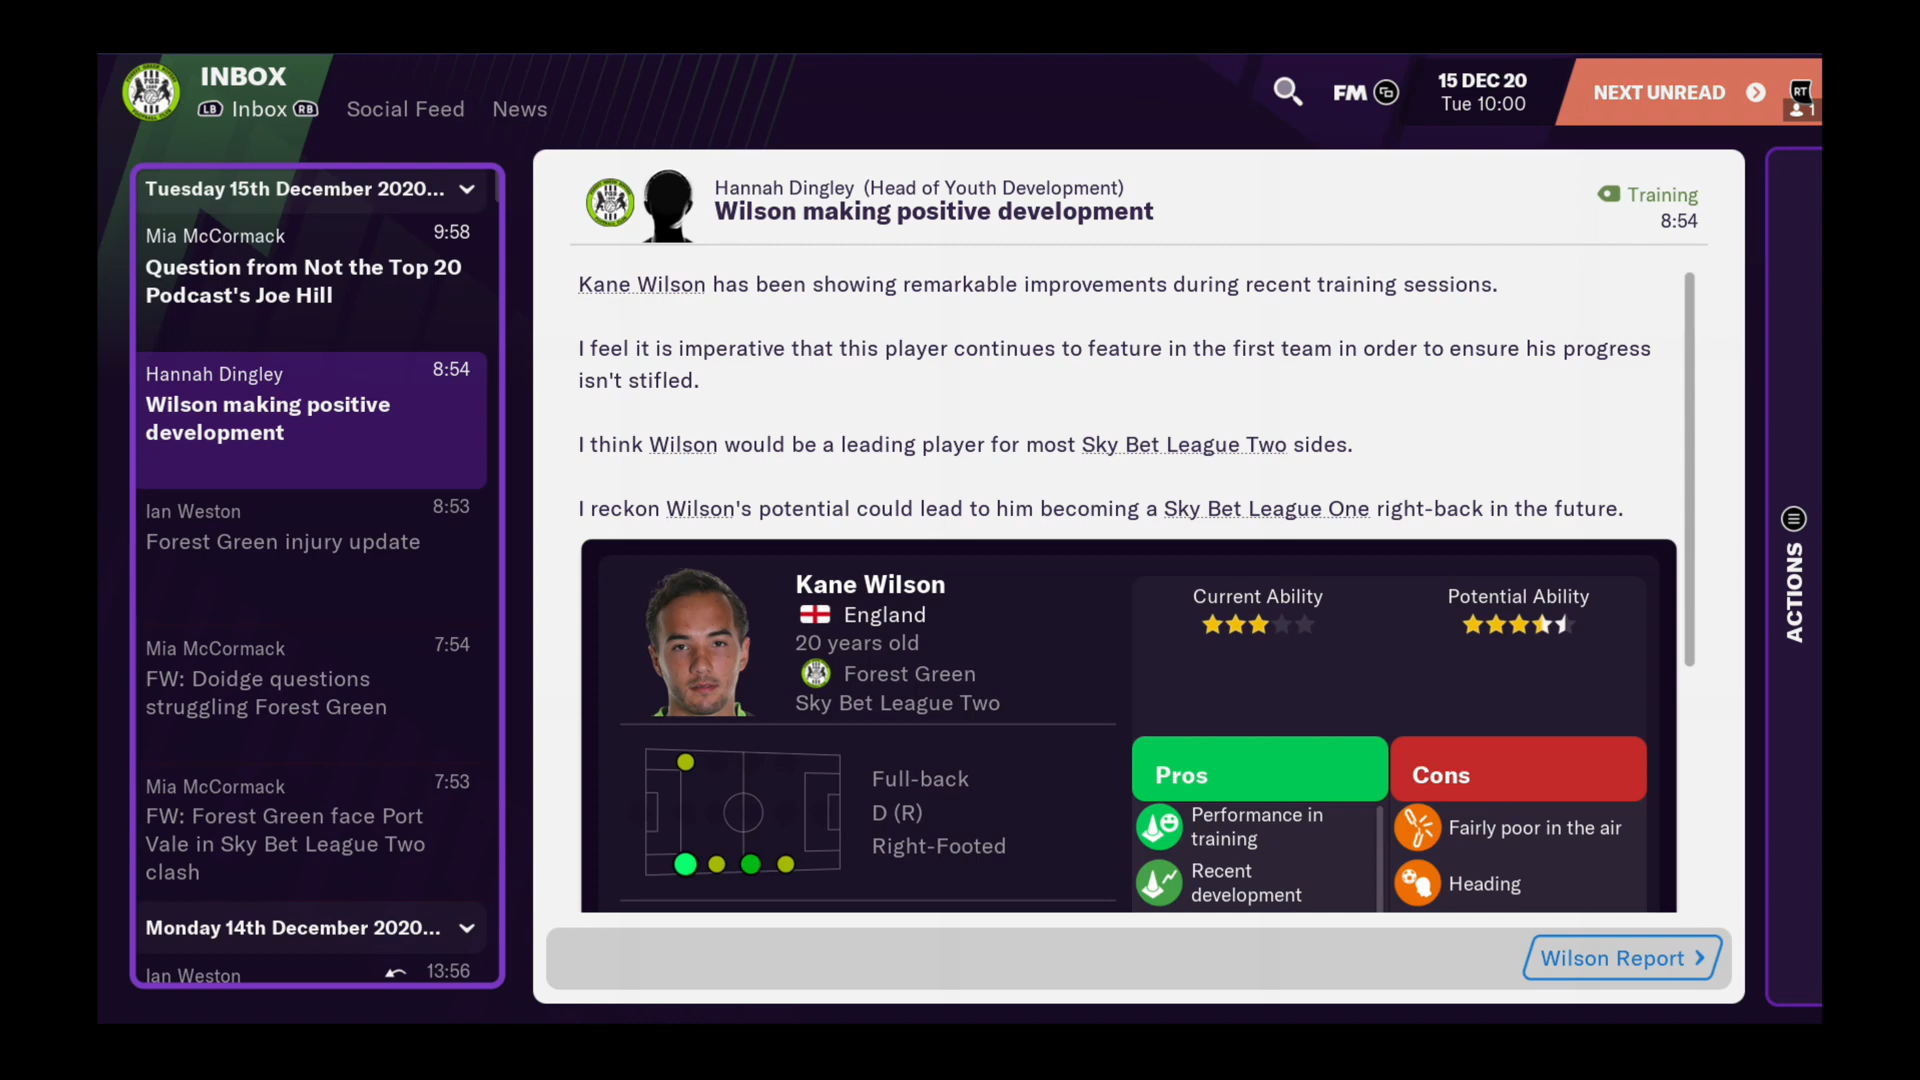 INBOX
LB Inbox RB
Social Feed
News
FM
15 DEC 20
Tue 10:00
NEXT UNREAD
RT
1
Tuesday 15th December 2020...
Mia McCormack 9:58
Question from Not the Top 20
Podcast's Joe Hill
Hannah Dingley 8:54
Wilson making positive
development
Ian Weston 8:53
Forest Green injury update
Mia McCormack 7:54
FW: Doidge questions
struggling Forest Green
Mia McCormack 7:53
FW: Forest Green face Port
Vale in Sky Bet League Two
clash
Monday 14th December 2020...
Ian Weston 13:56
Hannah Dingley (Head of Youth Development)
Wilson making positive development
Training
8:54
Kane Wilson has been showing remarkable improvements during recent training sessions.
I feel it is imperative that this player continues to feature in the first team in order to ensure his progress
isn't stifled.
I think Wilson would be a leading player for most Sky Bet League Two sides.
I reckon Wilson's potential could lead to him becoming a Sky Bet League One right-back in the future.
Kane Wilson
England
20 years old
Forest Green
Sky Bet League Two
Current Ability
Potential Ability
Full-back
D (R)
Right-Footed
Pros
Performance in
training
Recent
development
Cons
Fairly poor in the air
Heading
Wilson Report
ACTIONS